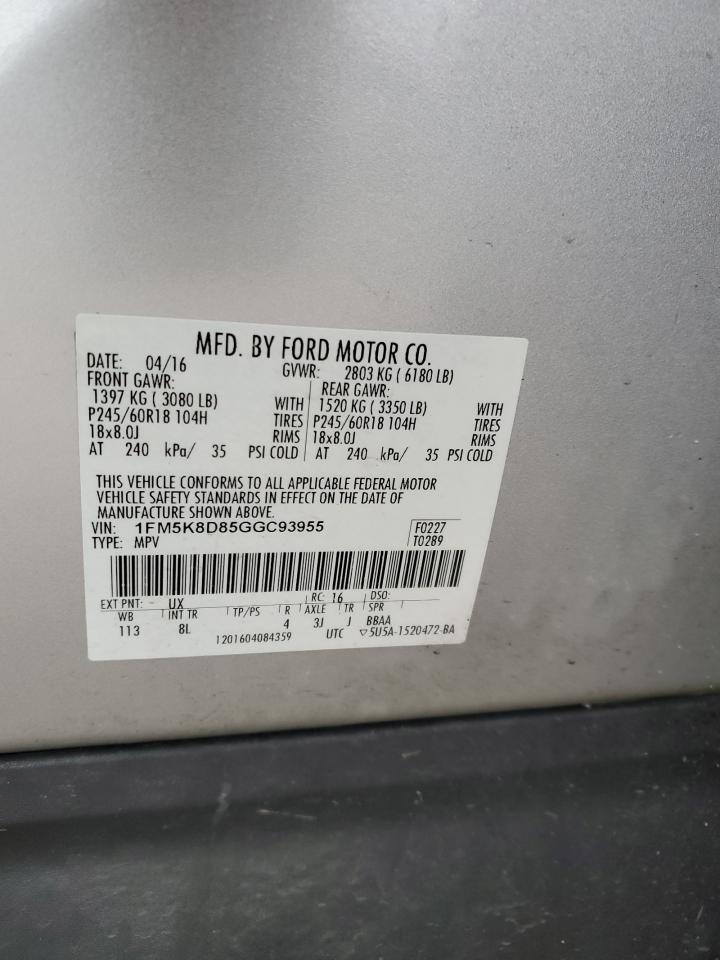 MFD. BY FORD MOTOR CO.
DATE: 04/16 GVWR: 2803 KG ( 6180 LB)
FRONT GAWR: REAR GAWR:
1397 KG ( 3080 LB) WITH 1520 KG ( 3350 LB) WITH
P245/60R18 104H TIRES P245/60R18 104H TIRES
18x8.0J RIMS 18x8.0J RIMS
AT 240 kPa/ 35 PSI COLD AT 240 kPa/ 35 PSI COLD
THIS VEHICLE CONFORMS TO ALL APPLICABLE FEDERAL MOTOR
VEHICLE SAFETY STANDARDS IN EFFECT ON THE DATE OF
MANUFACTURE SHOWN ABOVE.
VIN: 1FM5K8D85GGC93955 F0227
TYPE: MPV T0289
EXT PNT: UX RC: 16 DSO:
WB INT TR TP/PS R AXLE TR SPR
113 8L 4 3J J BBAA
1201604084359 UTC ▽5U5A-1520472-BA